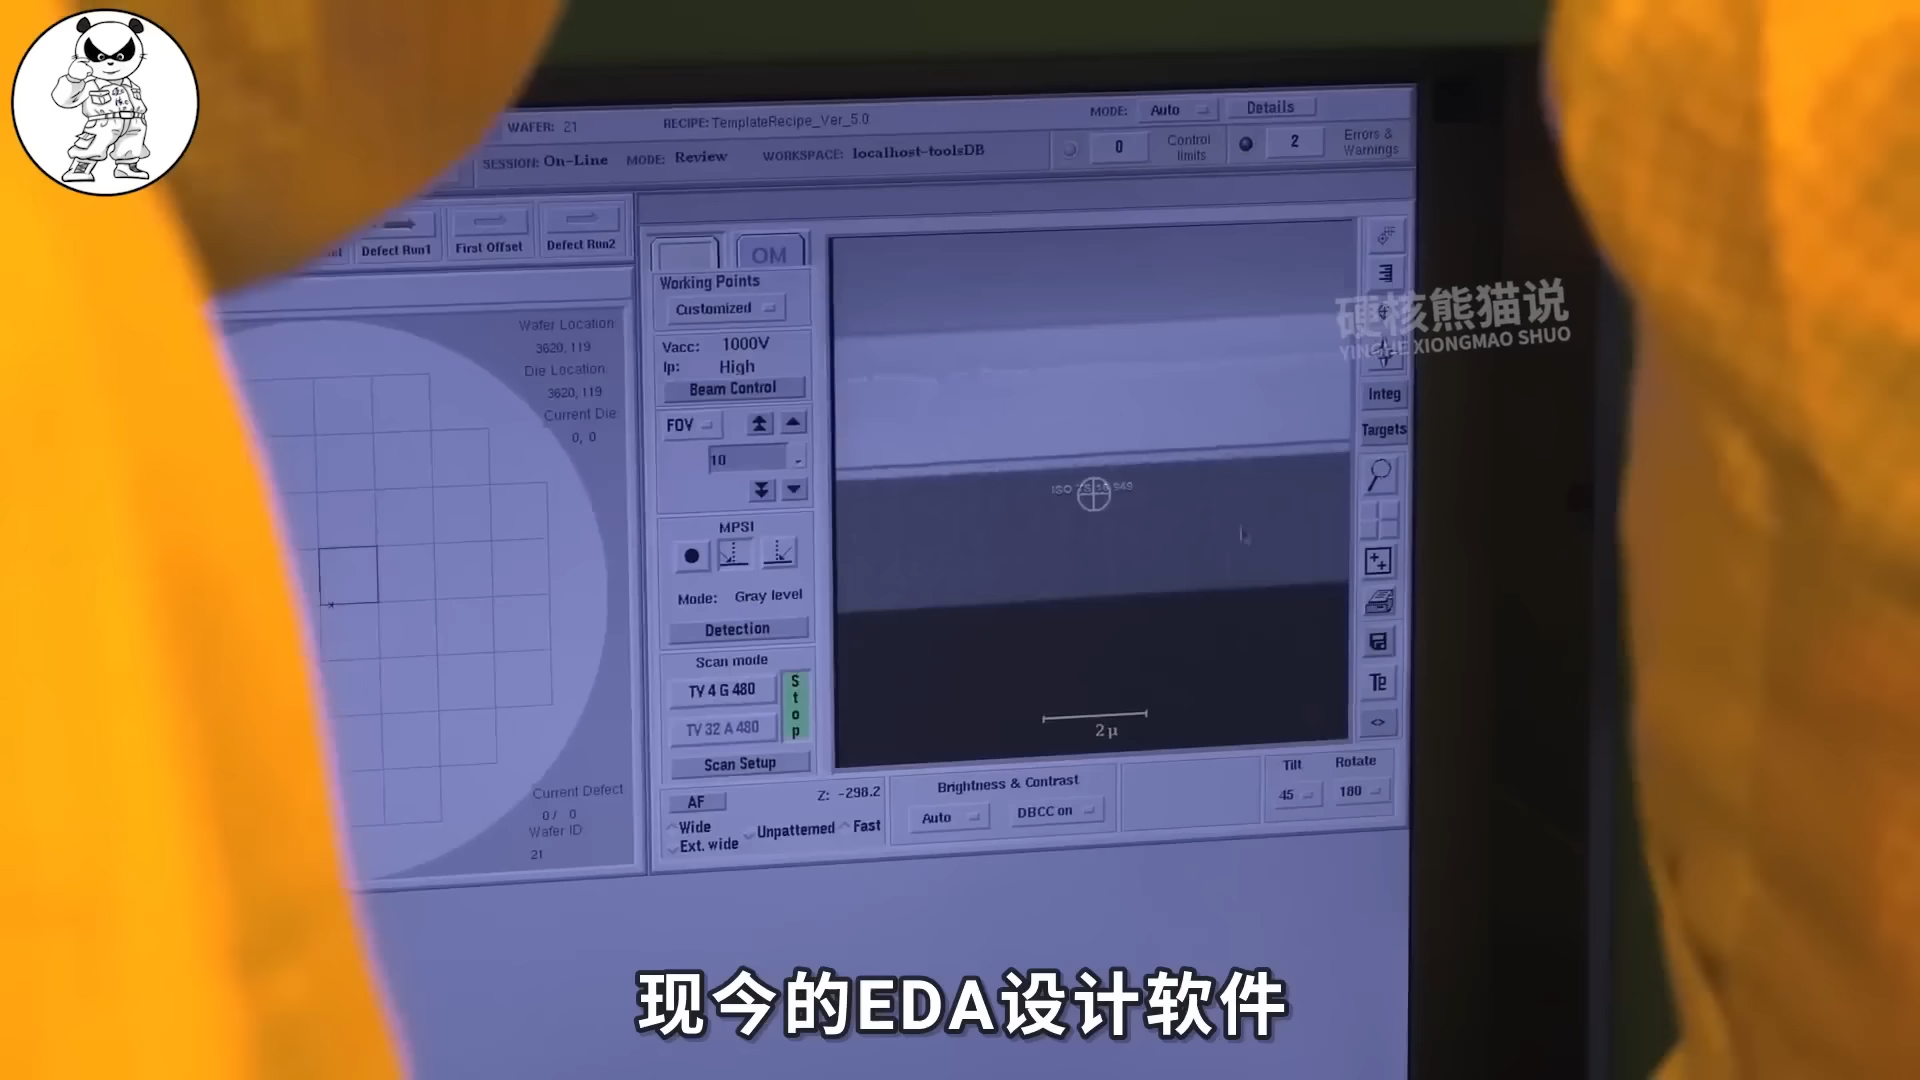 WAFER: 21
RECIPE: TemplateRecipe_Ver_5.0
MODE: Auto
Details
SESSION: On-Line
MODE: Review
WORKSPACE: localhost-toolsDB
0
Control limits
2
Errors & Warnings
Defect Run1
First Offset
Defect Run2
Wafer Location:
3620, 119
Die Location:
3620, 119
Current Die:
0, 0
Current Defect
0 / 0
Wafer ID
21
OM
Working Points
Customized
Vacc: 1000V
Ip: High
Beam Control
FOV
10
MPSI
Mode: Gray level
Detection
Scan mode
TV 4 G 480
TV 32 A 480
Stop
Scan Setup
AF
Z: -298.2
Wide
Unpatterned
Fast
Ext. wide
ISO
2 μ
Brightness & Contrast
Auto
DBCC on
Tilt
45
Rotate
180
Integ
Targets
硬核熊猫说
YINGHE XIONGMAO SHUO
现今的EDA设计软件